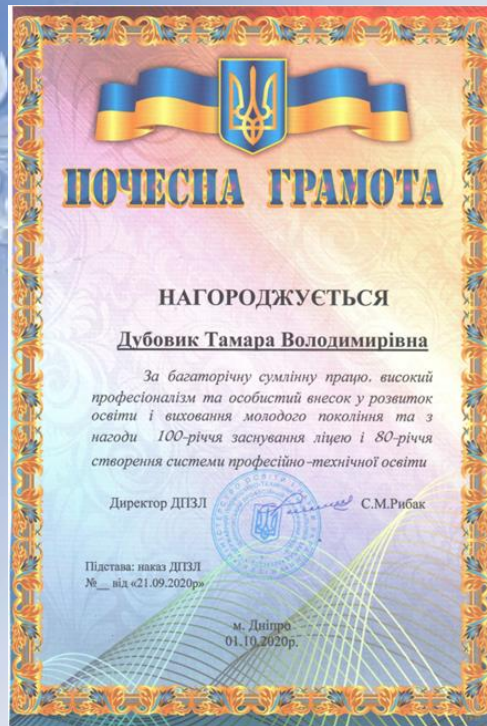 ПОЧЕСНА ГРАМОТА
НАГОРОДЖУЄТЬСЯ
Дубовик Тамара Володимирівна
За багаторічну сумлінну працю, високий
професіоналізм та особистий внесок у розвиток
освіти і виховання молодого покоління та з
нагоди 100-річчя заснування ліцею і 80-річчя
створення системи професійно-технічної освіти
Директор ДПЗЛ С.М.Рибак
Підстава: наказ ДПЗЛ
№__ від «21.09.2020р»
м. Дніпро
01.10.2020р.